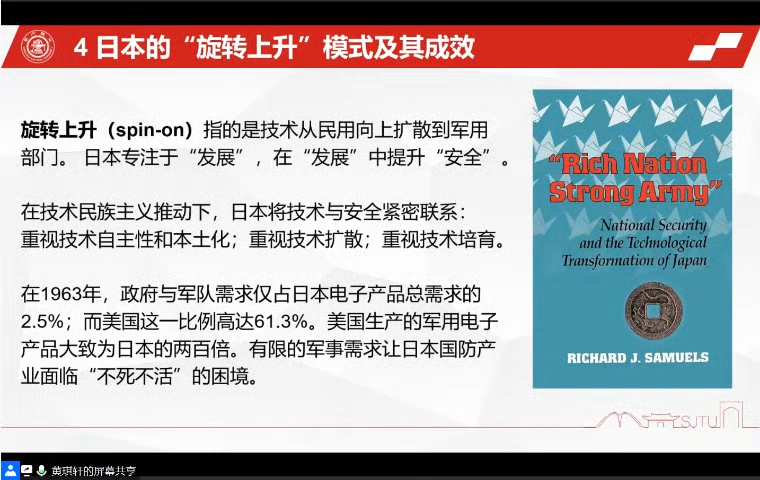 4 日本的“旋转上升”模式及其成效
旋转上升（spin-on）指的是技术从民用向上扩散到军用
部门。 日本专注于“发展”，在“发展”中提升“安全”。
在技术民族主义推动下，日本将技术与安全紧密联系：
重视技术自主性和本土化；重视技术扩散；重视技术培育。
在1963年，政府与军队需求仅占日本电子产品总需求的
2.5%；而美国这一比例高达61.3%。美国生产的军用电子
产品大致为日本的两百倍。有限的军事需求让日本国防产
业面临“不死不活”的困境。
“Rich Nation
Strong Army”
National Security
and the Technological
Transformation of Japan
RICHARD J. SAMUELS
SJTU
黄琪轩的屏幕共享